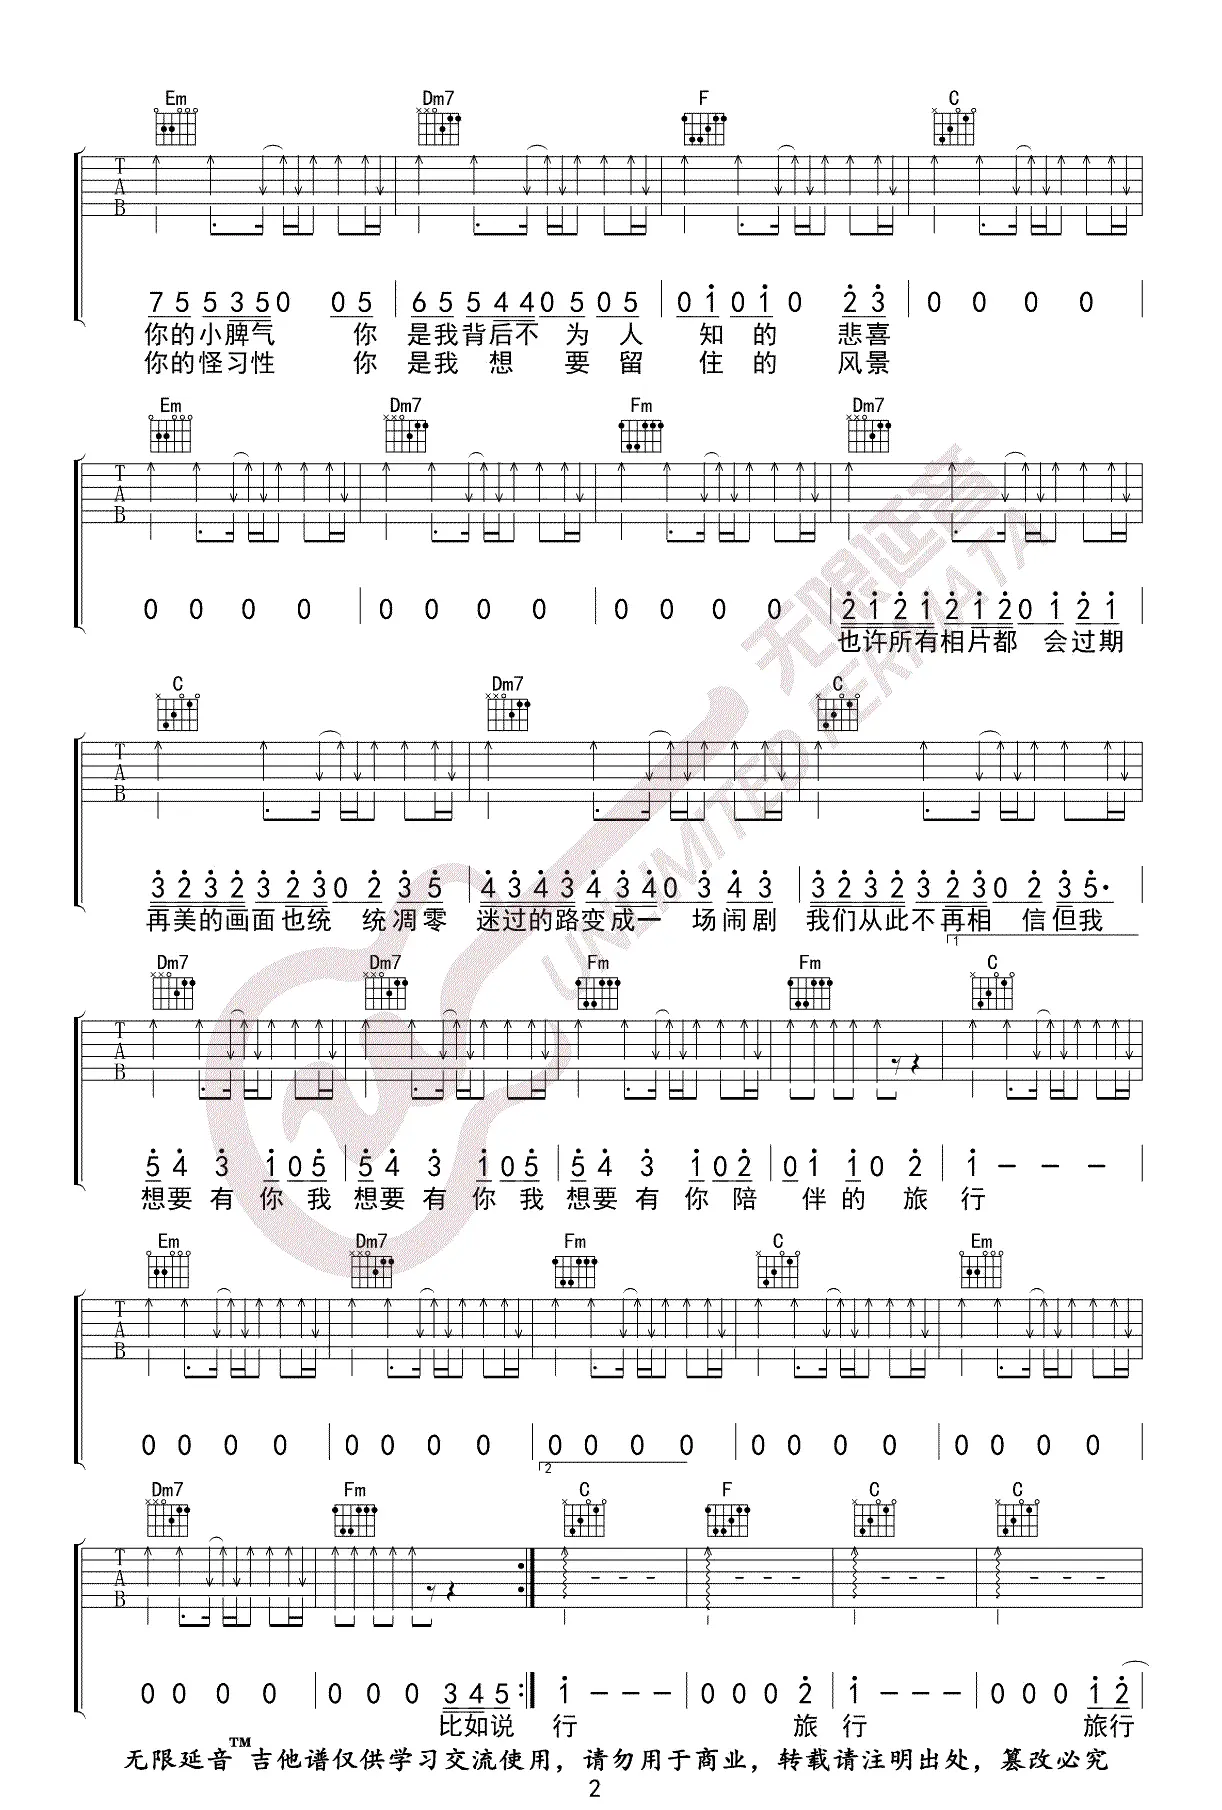 Em Dm7 F C
T A B
7 5 5 3 5 0 0 5 6 5 5 4 4 0 5 0 5 0 1 0 1 0 2 3 0 0 0 0
你的小脾气 你 是我背后不 为 人 知 的 悲喜
你的怪习性 你 是我 想 要 留 住 的 风景
Em Dm7 Fm Dm7
T A B
0 0 0 0 0 0 0 0 0 0 0 0 2 1 2 1 2 1 2 0 1 2 1
也许所有相片都 会过期
C Dm7 C
T A B
3 2 3 2 3 2 3 0 2 3 5 4 3 4 3 4 3 4 0 3 4 3 3 2 3 2 3 2 3 0 2 3 5·
再美的画面也统 统凋零 迷过的路变成一 场闹剧 我们从此不再相 信但我
1
Dm7 Dm7 Fm Fm C
T A B
5 4 3 1 0 5 5 4 3 1 0 5 5 4 3 1 0 2 0 1 1 0 2 1 - - -
想要 有 你我 想要 有 你我 想要 有 你陪 伴的 旅 行
Em Dm7 Fm C Em
T A B
0 0 0 0 0 0 0 0 0 0 0 0 0 0 0 0 0 0 0 0
2
Dm7 Fm C F C C
T A B
0 0 0 0 0 0 0 3 4 5 1 - - - 0 0 0 2 1 - - - 0 0 0 1 2
比如说 行 旅 行 旅行
无限延音™吉他谱仅供学习交流使用，请勿用于商业，转载请注明出处，篡改必究
2
无限延音
UNLIMITED FERMATA